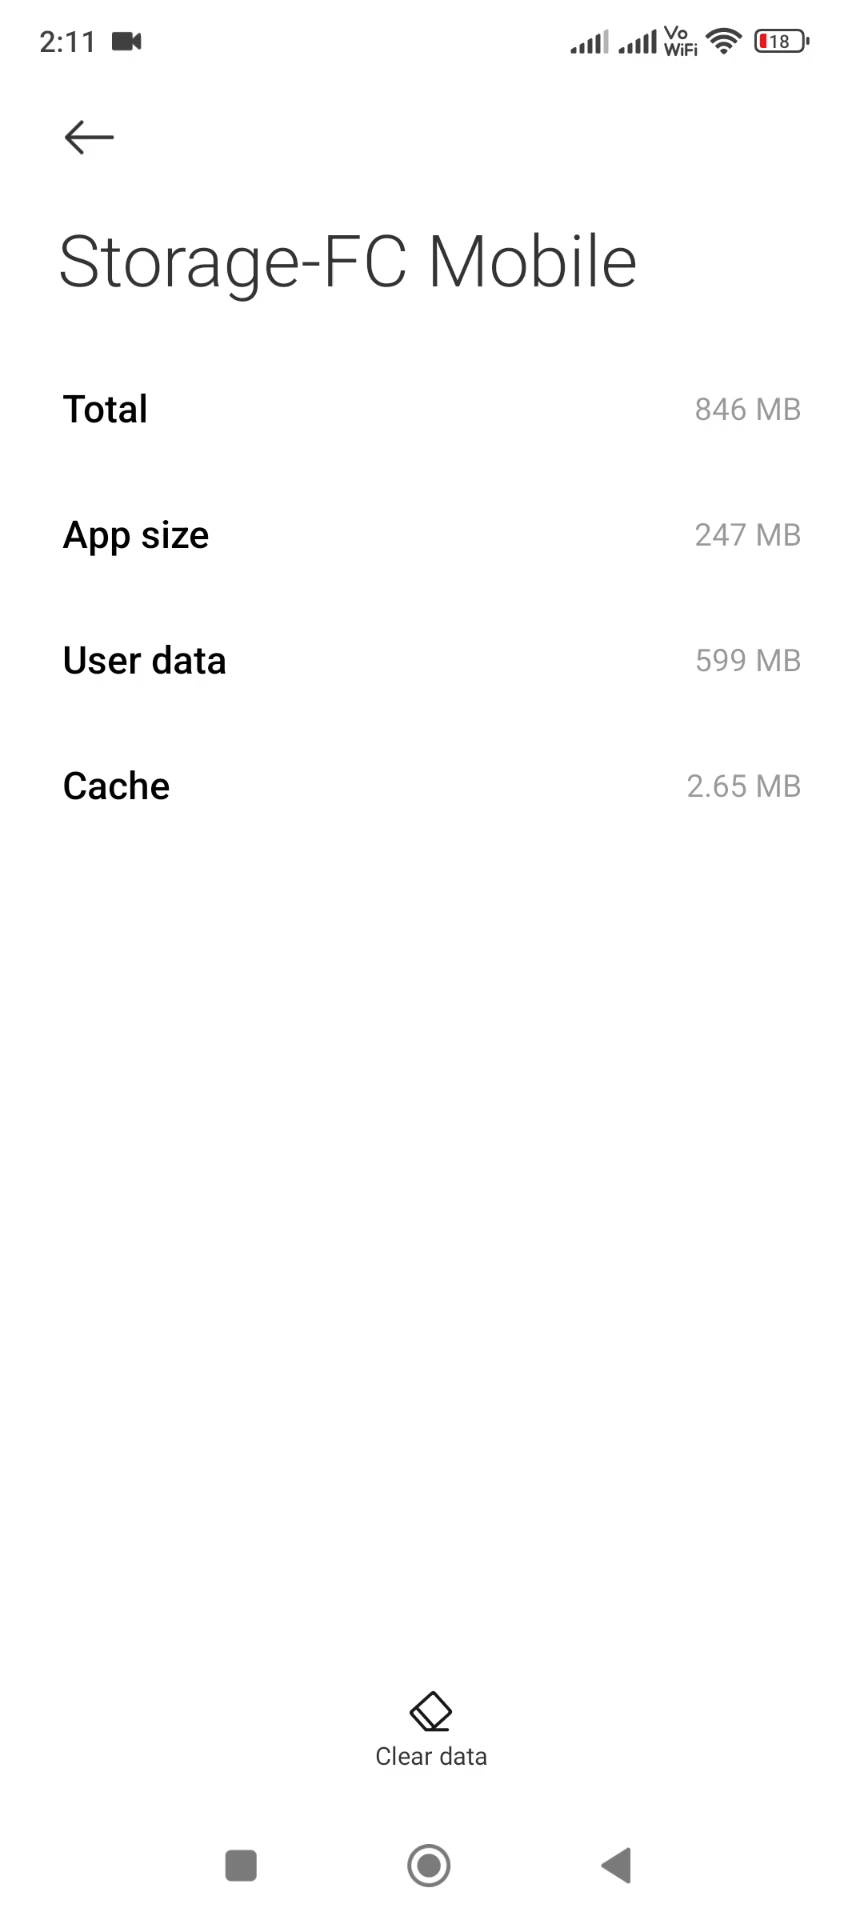 2:11 Vo WiFi 18
Storage-FC Mobile
Total 846 MB
App size 247 MB
User data 599 MB
Cache 2.65 MB
Clear data